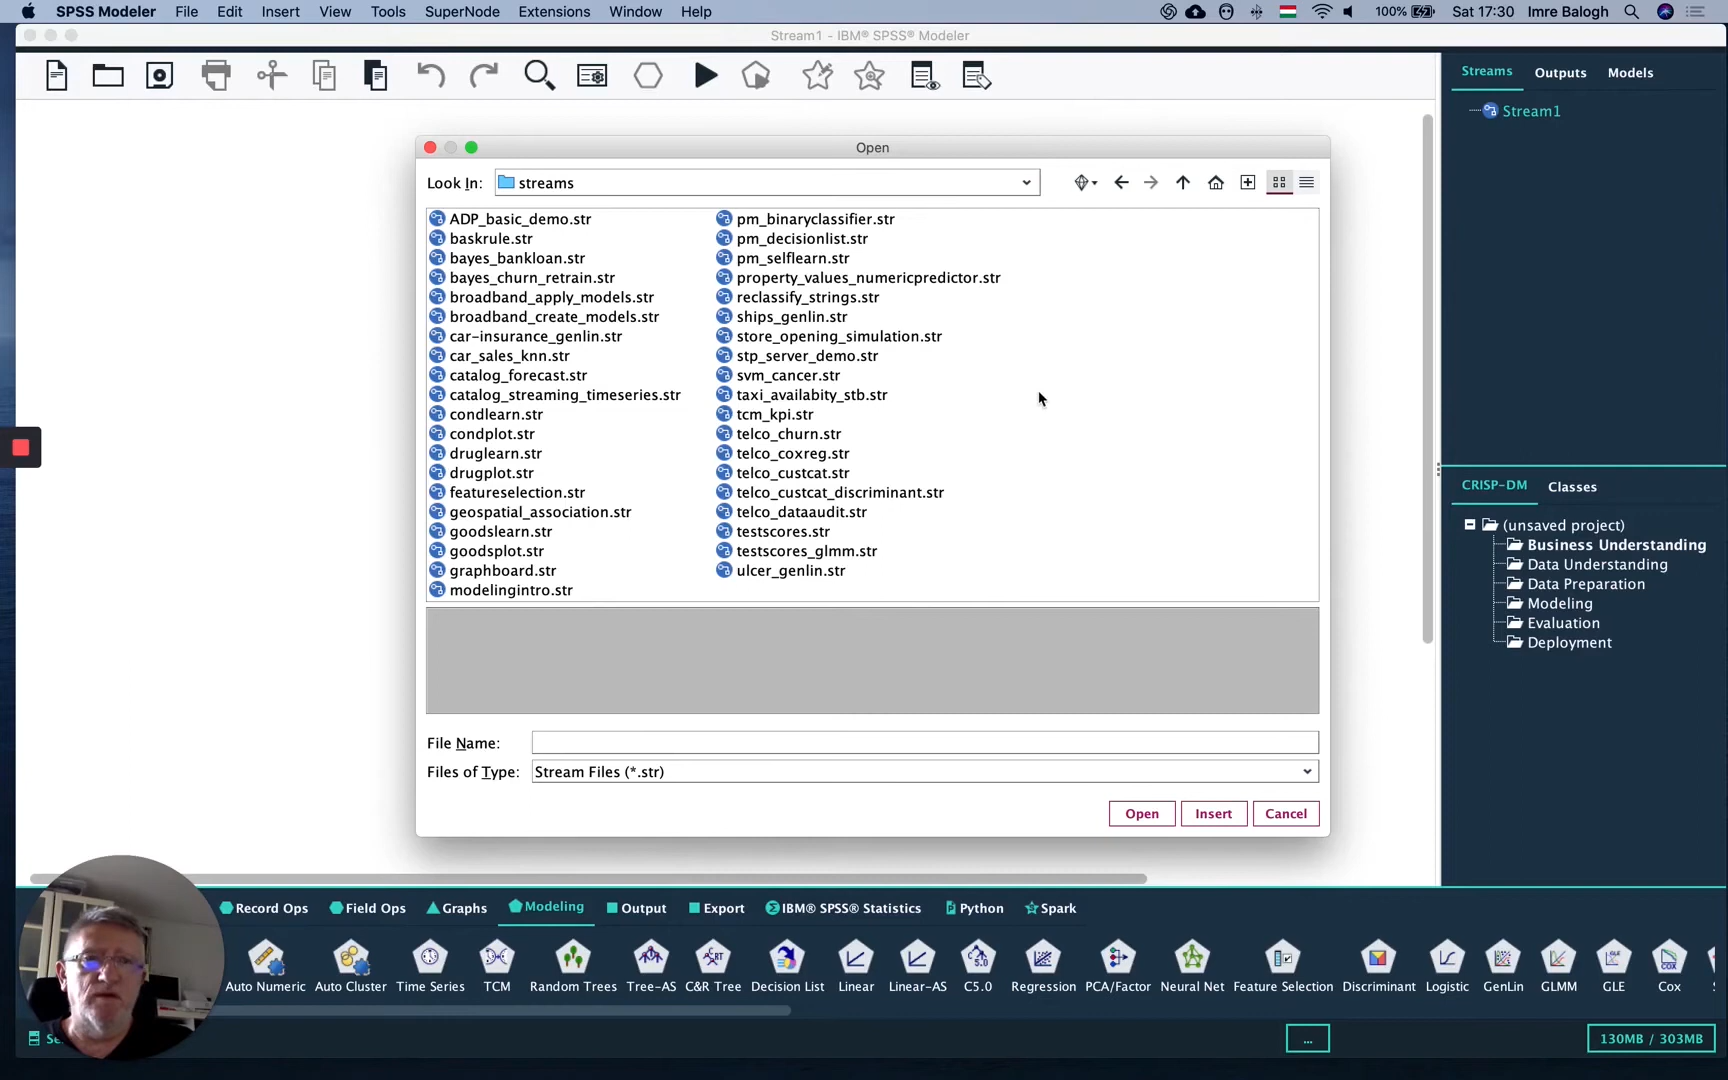 SPSS Modeler File Edit Insert View Tools SuperNode Extensions Window Help 100% Sat 17:30 Imre Balogh
Stream1 - IBM® SPSS® Modeler
Streams Outputs Models
Stream1
Open
Look In: streams
ADP_basic_demo.str
baskrule.str
bayes_bankloan.str
bayes_churn_retrain.str
broadband_apply_models.str
broadband_create_models.str
car-insurance_genlin.str
car_sales_knn.str
catalog_forecast.str
catalog_streaming_timeseries.str
condlearn.str
condplot.str
druglearn.str
drugplot.str
featureselection.str
geospatial_association.str
goodslearn.str
goodsplot.str
graphboard.str
modelingintro.str
pm_binaryclassifier.str
pm_decisionlist.str
pm_selflearn.str
property_values_numericpredictor.str
reclassify_strings.str
ships_genlin.str
store_opening_simulation.str
stp_server_demo.str
svm_cancer.str
taxi_availabity_stb.str
tcm_kpi.str
telco_churn.str
telco_coxreg.str
telco_custcat.str
telco_custcat_discriminant.str
telco_dataaudit.str
testscores.str
testscores_glmm.str
ulcer_genlin.str
File Name:
Files of Type: Stream Files (*.str)
Open Insert Cancel
CRISP-DM Classes
(unsaved project)
Business Understanding
Data Understanding
Data Preparation
Modeling
Evaluation
Deployment
Record Ops Field Ops Graphs Modeling Output Export IBM® SPSS® Statistics Python Spark
Auto Numeric Auto Cluster Time Series TCM Random Trees Tree-AS C&R Tree Decision List Linear Linear-AS C5.0 Regression PCA/Factor Neural Net Feature Selection Discriminant Logistic GenLin GLMM GLE Cox
... 130MB / 303MB